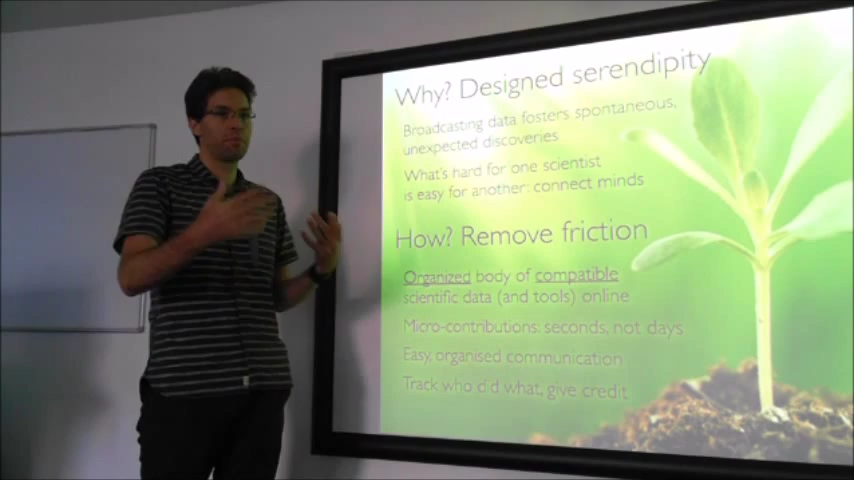 Why? Designed serendipity
Broadcasting data fosters spontaneous,
unexpected discoveries
What's hard for one scientist
is easy for another: connect minds
How? Remove friction
Organized body of compatible
scientific data (and tools) online
Micro-contributions: seconds, not days
Easy, organised communication
Track who did what, give credit